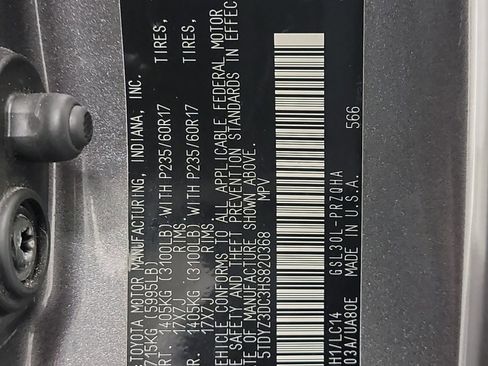 TOYOTA MOTOR MANUFACTURING, INDIANA, INC.
715KG (5995LB)
1405KG (3100LB) WITH P235/60R17 TIRES,
17X7J RIMS
1405KG (3100LB) WITH P235/60R17 TIRES,
17X7J RIMS
VEHICLE CONFORMS TO ALL APPLICABLE FEDERAL MOTOR
SAFETY AND THEFT PREVENTION STANDARDS IN EFFEC
DATE OF MANUFACTURE SHOWN ABOVE.
5TDYZ3DC3HS820368 MPV
H1/LC14 GSL30L-PRZQHA
03A/UA80E MADE IN U.S.A. 566